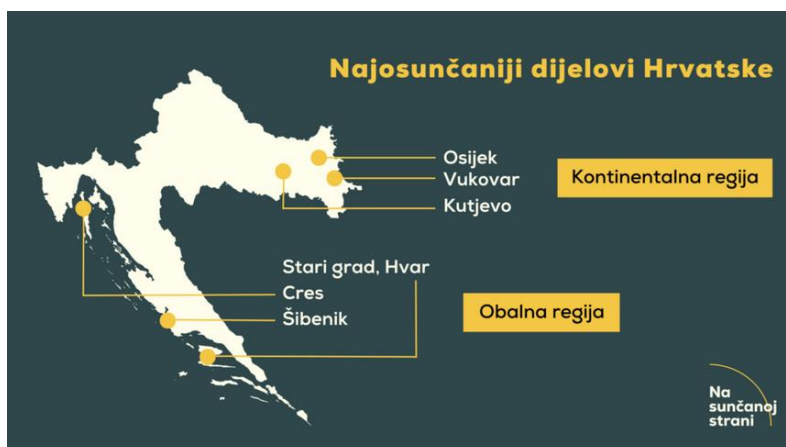 Najosunčaniji dijelovi Hrvatske
Osijek
Vukovar
Kutjevo
Kontinentalna regija
Stari grad, Hvar
Cres
Šibenik
Obalna regija
Na
sunčanoj
strani